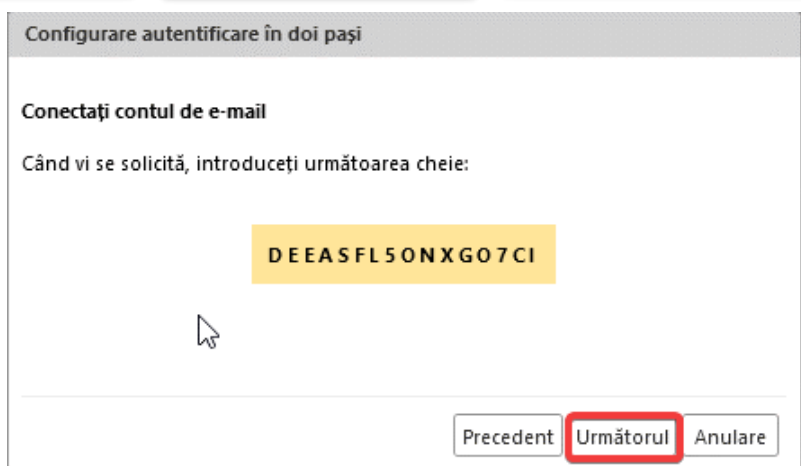 Configurare autentificare în doi pași
Conectați contul de e-mail
Când vi se solicită, introduceți următoarea cheie:
DEEASFL5ONXGO7CI
Precedent Următorul Anulare